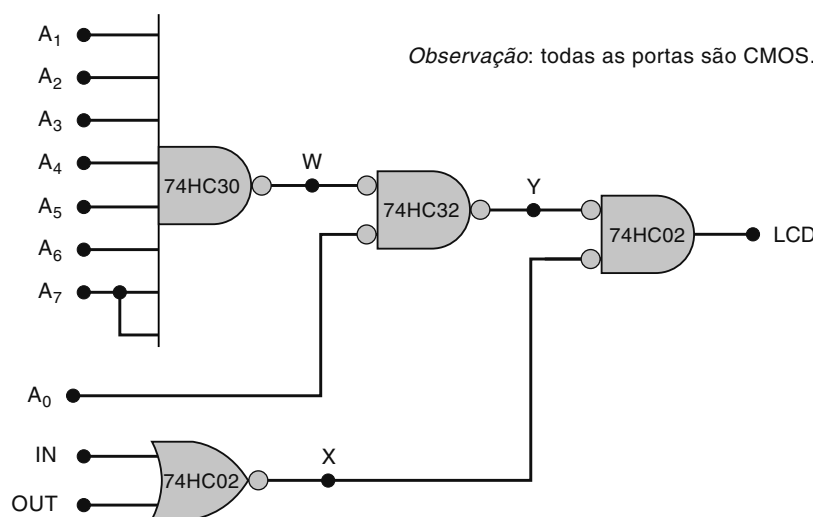 A1
Observação: todas as portas são CMOS.
A2
A3
A4
W
74HC30
Y
A5
74HC32
74HC02
LCD
A6
A7
A0
IN
X
74HC02
OUT